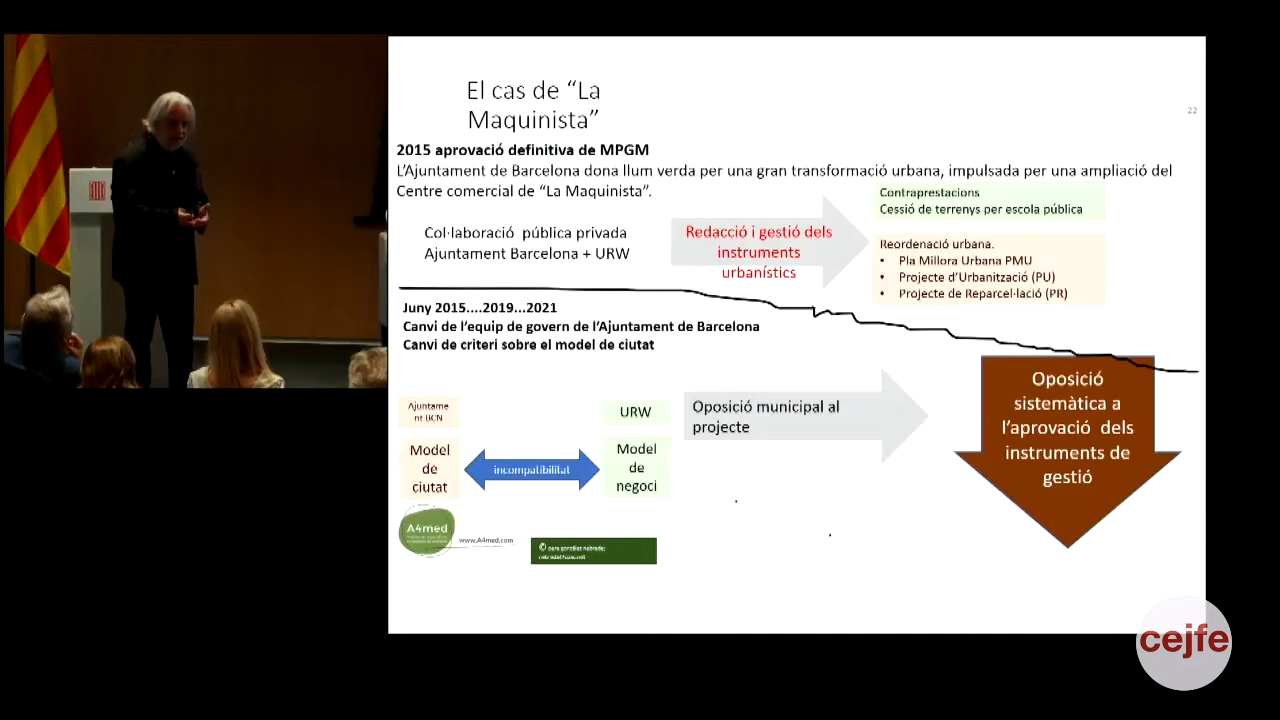 El cas de “La
Maquinista”
22
2015 aprovació definitiva de MPGM
L’Ajuntament de Barcelona dona llum verda per una gran transformació urbana, impulsada per una ampliació del
Centre comercial de “La Maquinista”.
Contraprestacions
Cessió de terrenys per escola pública
Col·laboració pública privada
Ajuntament Barcelona + URW
Redacció i gestió dels
instruments
urbanístics
Reordenació urbana.
• Pla Millora Urbana PMU
• Projecte d’Urbanització (PU)
• Projecte de Reparcel·lació (PR)
Juny 2015....2019...2021
Canvi de l’equip de govern de l’Ajuntament de Barcelona
Canvi de criteri sobre el model de ciutat
Ajuntame
nt BCN
URW
Oposició municipal al
projecte
Oposició
sistemàtica a
l’aprovació dels
instruments de
gestió
Model
de
ciutat
incompatibilitat
Model
de
negoci
A4med
www.A4med.com
©
cejfe